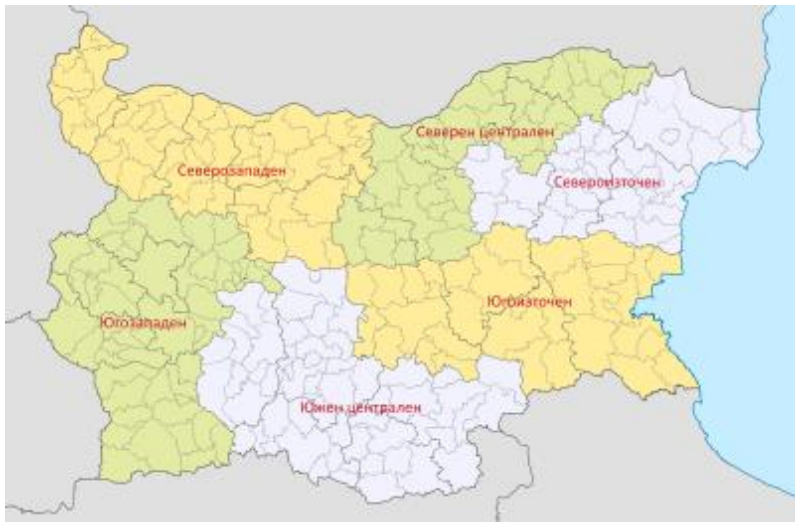 Северен централен
Северозападен
Североизточен
Югоизточен
Югозападен
Южен централен